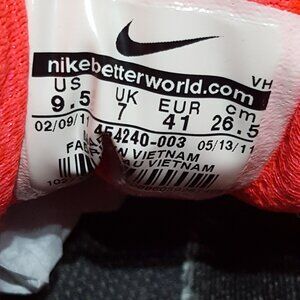 nikebetterworld.com
VH
US UK EUR cm
9.5 7 41 26.5
02/09/11 454240-003 05/13/11
VIETNAM
VIETNAM